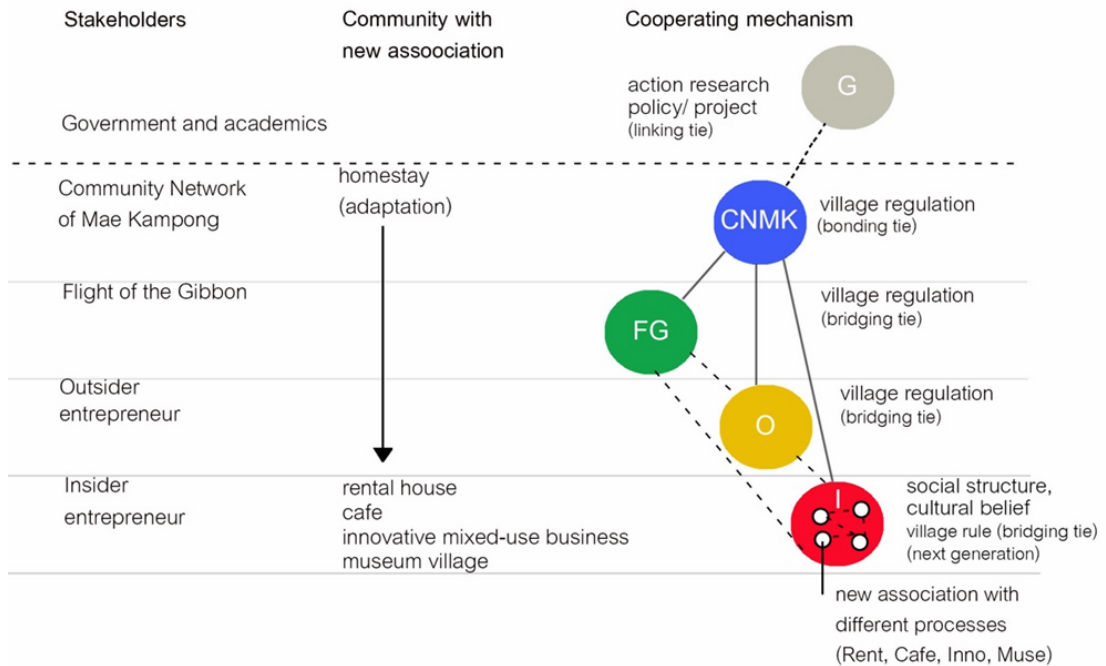 Stakeholders
Community with
new assoociation
Cooperating mechanism
Government and academics
action research
policy/ project
(linking tie)
G
Community Network
of Mae Kampong
homestay
(adaptation)
CNMK
village regulation
(bonding tie)
Flight of the Gibbon
FG
village regulation
(bridging tie)
Outsider
entrepreneur
O
village regulation
(bridging tie)
Insider
entrepreneur
rental house
cafe
innovative mixed-use business
museum village
I
social structure,
cultural belief
village rule (bridging tie)
(next generation)
new association with
different processes
(Rent, Cafe, Inno, Muse)